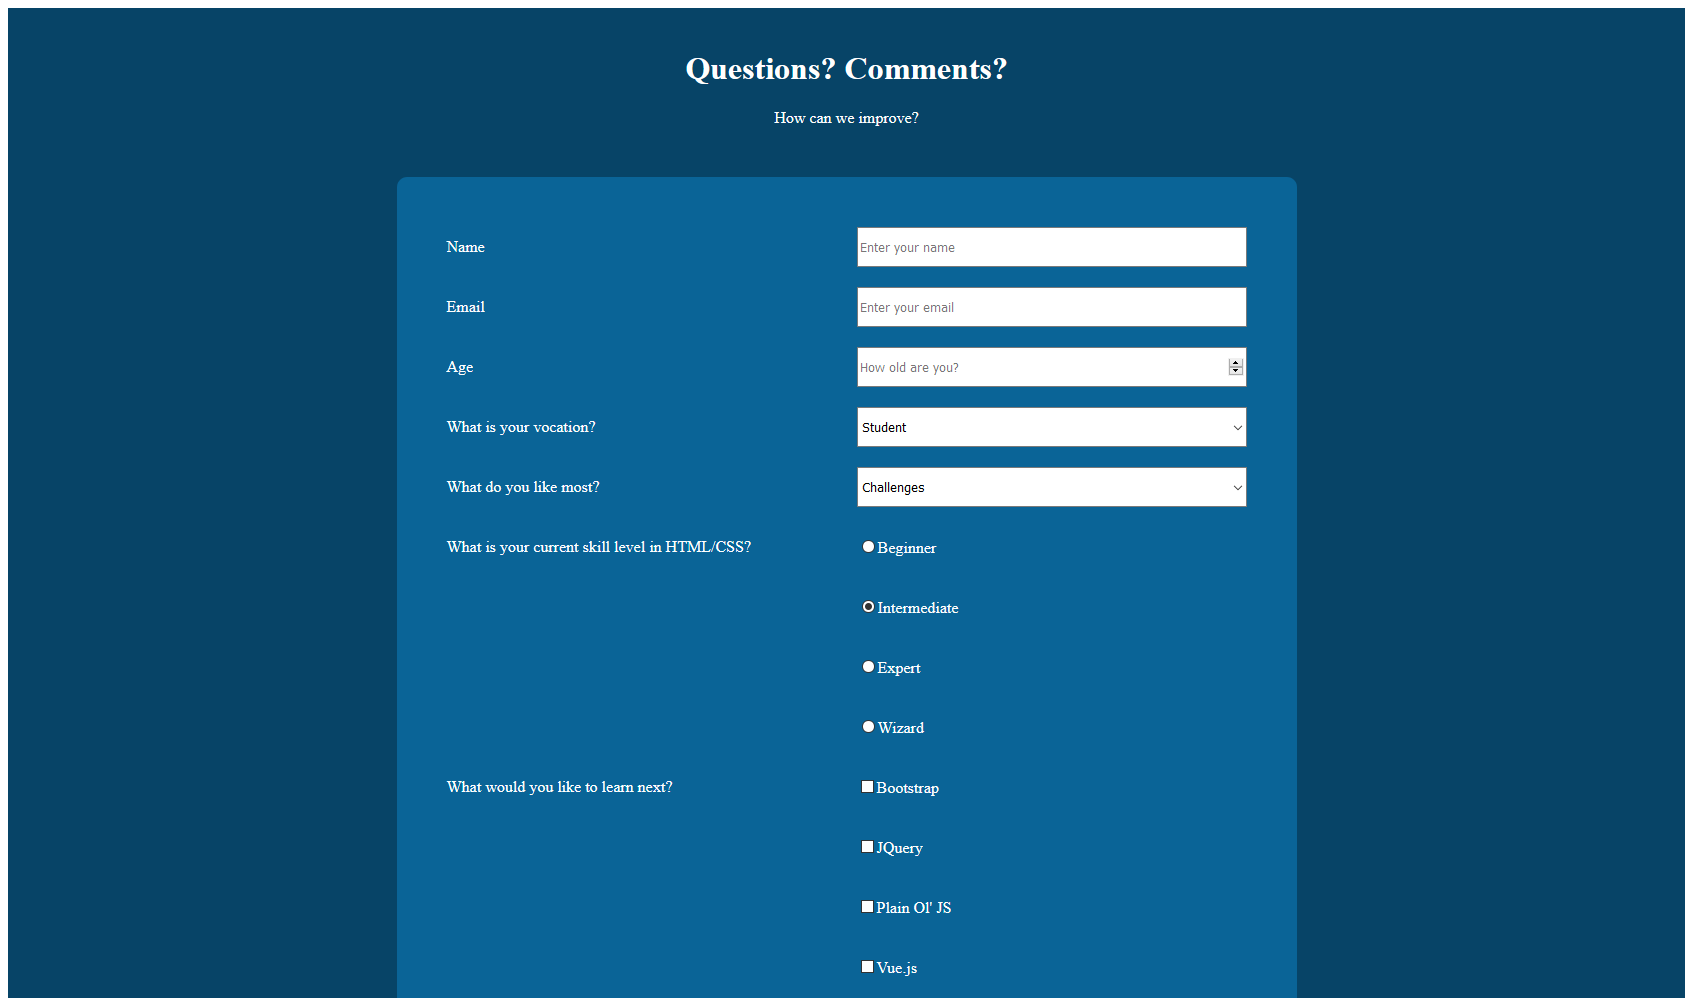 Questions? Comments?
How can we improve?
Name
Enter your name
Email
Enter your email
Age
How old are you?
What is your vocation?
Student
What do you like most?
Challenges
What is your current skill level in HTML/CSS?
Beginner
Intermediate
Expert
Wizard
What would you like to learn next?
Bootstrap
JQuery
Plain Ol' JS
Vue.js